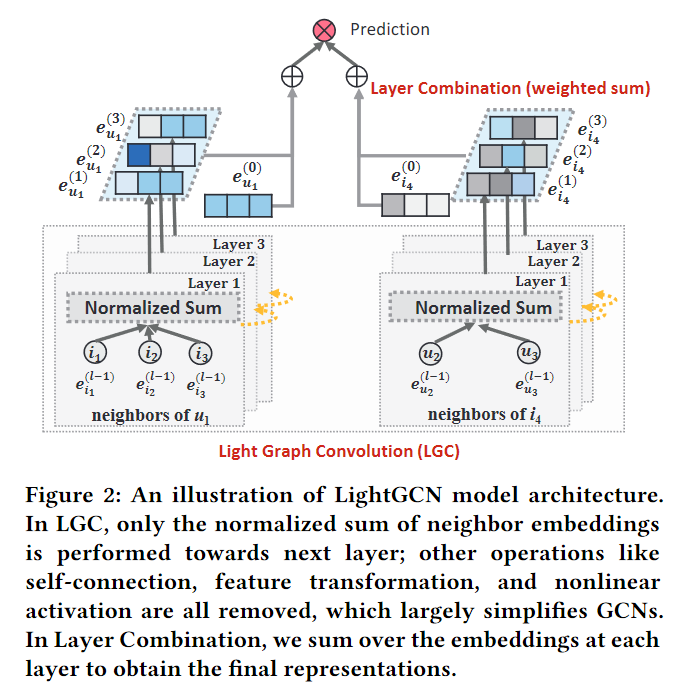 Prediction
Layer Combination (weighted sum)
e_{u_1}^{(3)}
e_{u_1}^{(2)}
e_{u_1}^{(1)}
e_{u_1}^{(0)}
e_{i_4}^{(0)}
e_{i_4}^{(3)}
e_{i_4}^{(2)}
e_{i_4}^{(1)}
Layer 3
Layer 2
Layer 1
Normalized Sum
i_1 i_2 i_3
e_{i_1}^{(l-1)} e_{i_2}^{(l-1)} e_{i_3}^{(l-1)}
neighbors of u_1
Layer 3
Layer 2
Layer 1
Normalized Sum
u_2 u_3
e_{u_2}^{(l-1)} e_{u_3}^{(l-1)}
neighbors of i_4
Light Graph Convolution (LGC)
Figure 2: An illustration of LightGCN model architecture.
In LGC, only the normalized sum of neighbor embeddings
is performed towards next layer; other operations like
self-connection, feature transformation, and nonlinear
activation are all removed, which largely simplifies GCNs.
In Layer Combination, we sum over the embeddings at each
layer to obtain the final representations.